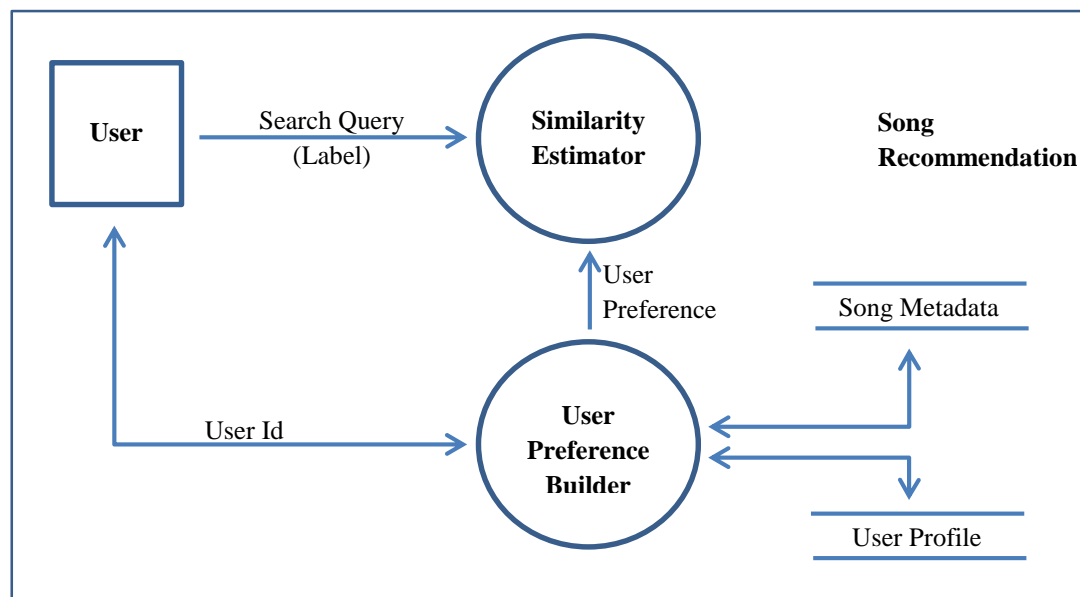 User
Search Query
(Label)
Similarity
Estimator
Song
Recommendation
User
Preference
Song Metadata
User Id
User
Preference
Builder
User Profile